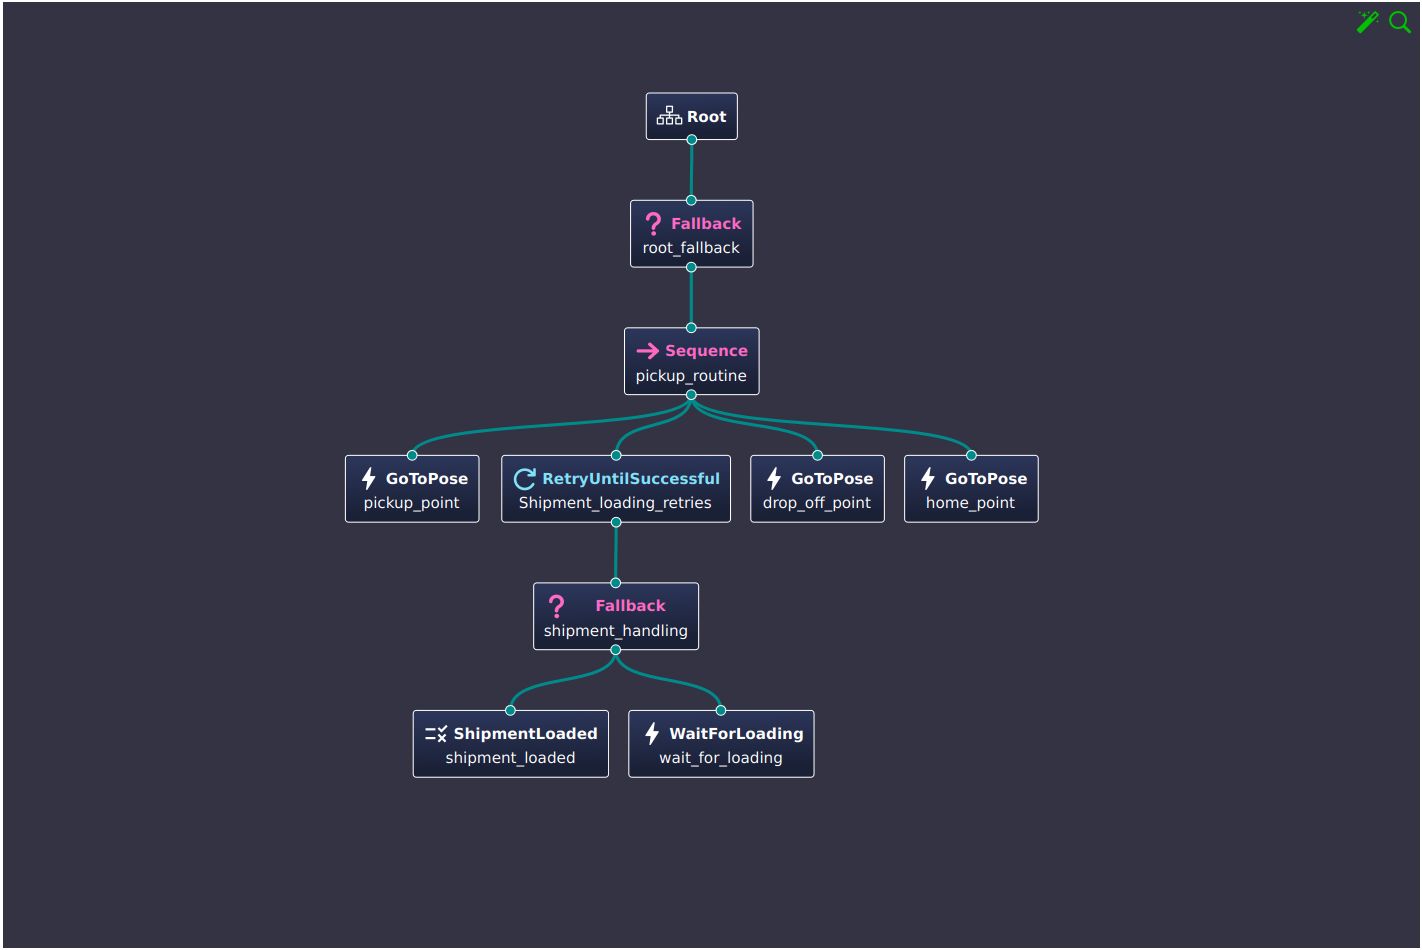 Root
Fallback
root_fallback
Sequence
pickup_routine
GoToPose
pickup_point
RetryUntilSuccessful
Shipment_loading_retries
GoToPose
drop_off_point
GoToPose
home_point
Fallback
shipment_handling
ShipmentLoaded
shipment_loaded
WaitForLoading
wait_for_loading